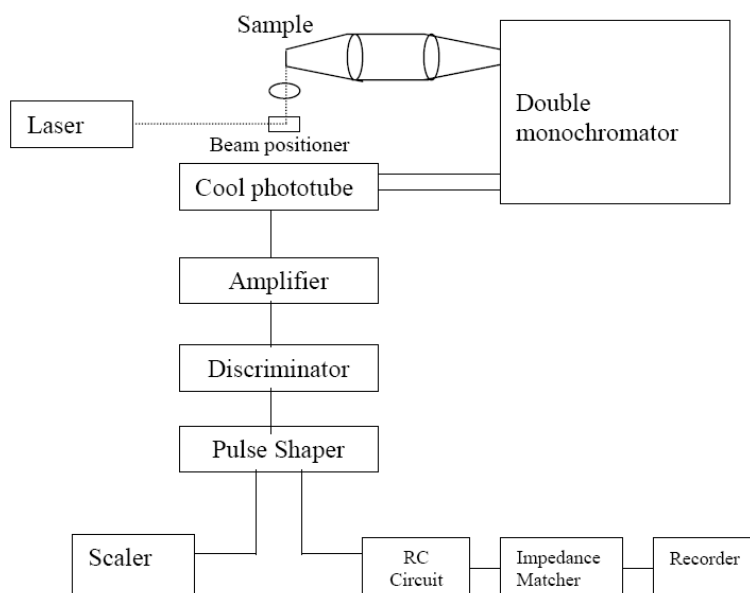 Sample
Double
monochromator
Laser
Beam positioner
Cool phototube
Amplifier
Discriminator
Pulse Shaper
Scaler
RC
Circuit
Impedance
Matcher
Recorder